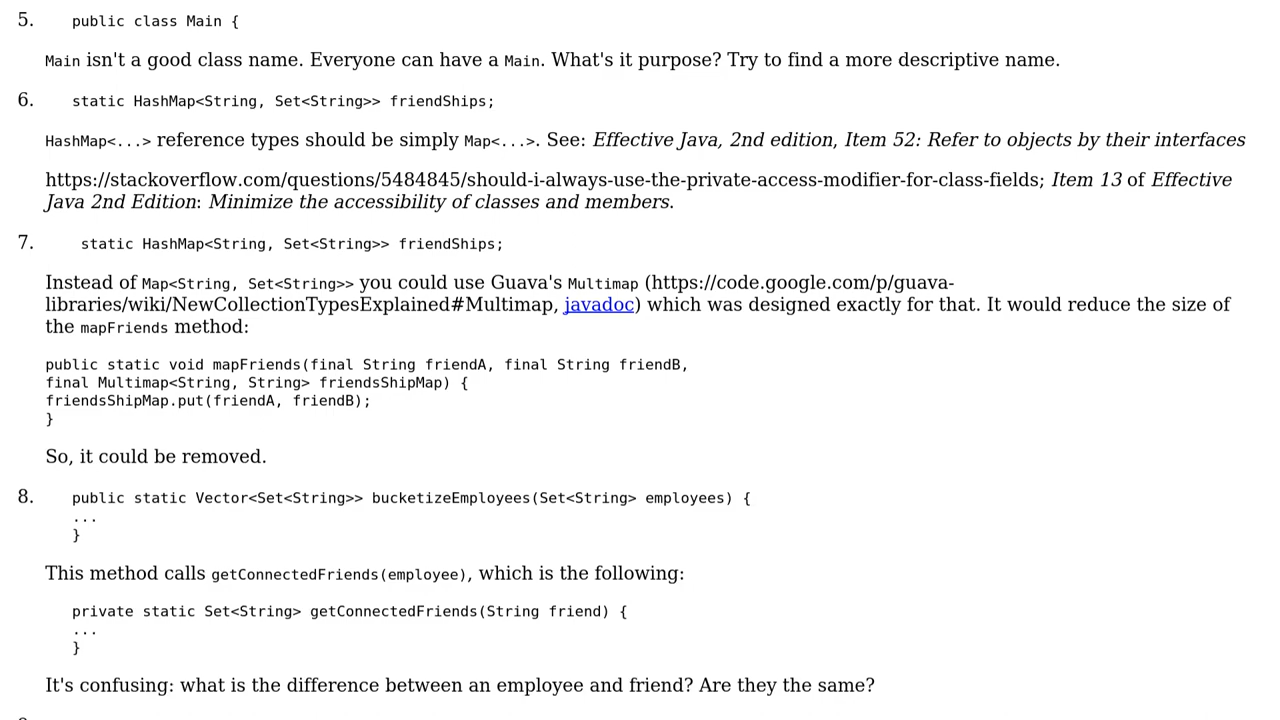 5. public class Main {
Main isn't a good class name. Everyone can have a Main. What's it purpose? Try to find a more descriptive name.
6. static HashMap<String, Set<String>> friendShips;
HashMap<...> reference types should be simply Map<...>. See: Effective Java, 2nd edition, Item 52: Refer to objects by their interfaces
https://stackoverflow.com/questions/5484845/should-i-always-use-the-private-access-modifier-for-class-fields; Item 13 of Effective
Java 2nd Edition: Minimize the accessibility of classes and members.
7. static HashMap<String, Set<String>> friendShips;
Instead of Map<String, Set<String>> you could use Guava's Multimap (https://code.google.com/p/guava-
libraries/wiki/NewCollectionTypesExplained#Multimap, javadoc) which was designed exactly for that. It would reduce the size of
the mapFriends method:
public static void mapFriends(final String friendA, final String friendB,
final Multimap<String, String> friendsShipMap) {
friendsShipMap.put(friendA, friendB);
}
So, it could be removed.
8. public static Vector<Set<String>> bucketizeEmployees(Set<String> employees) {
...
}
This method calls getConnectedFriends(employee), which is the following:
private static Set<String> getConnectedFriends(String friend) {
...
}
It's confusing: what is the difference between an employee and friend? Are they the same?